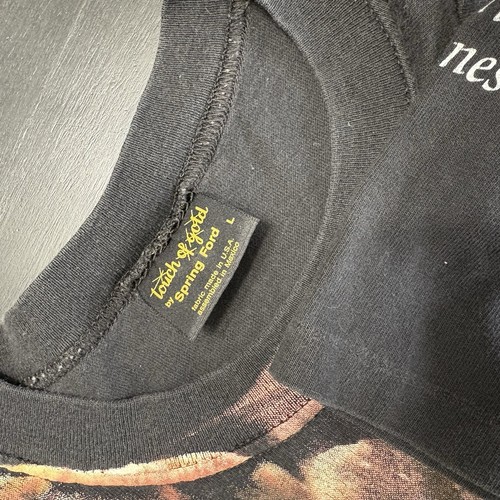 touch of gold
by Spring Ford L
fabric made in U.S.A.
assembled in Mexico
nes